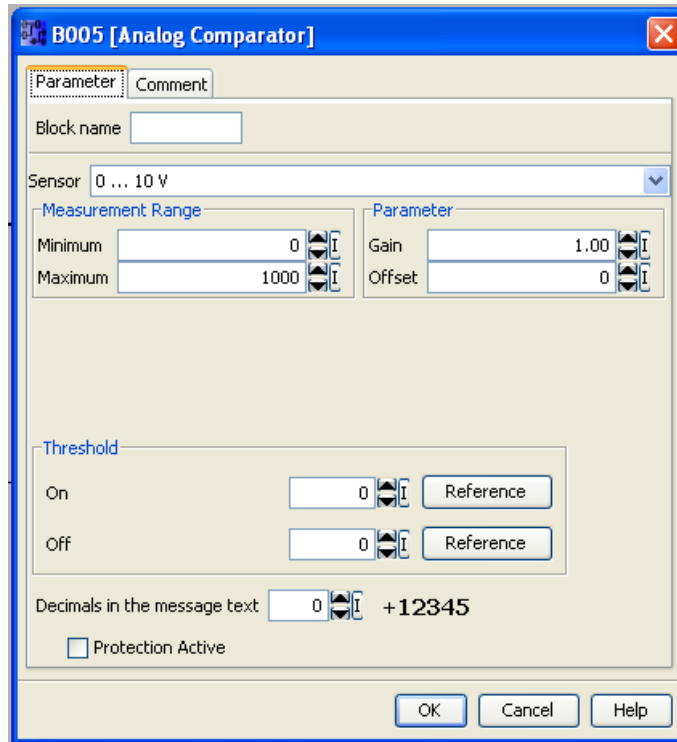 B005 [Analog Comparator]
Parameter Comment
Block name
Sensor 0 ... 10 V
Measurement Range Parameter
Minimum 0 Gain 1.00
Maximum 1000 Offset 0
Threshold
On 0 Reference
Off 0 Reference
Decimals in the message text 0 +12345
Protection Active
OK Cancel Help